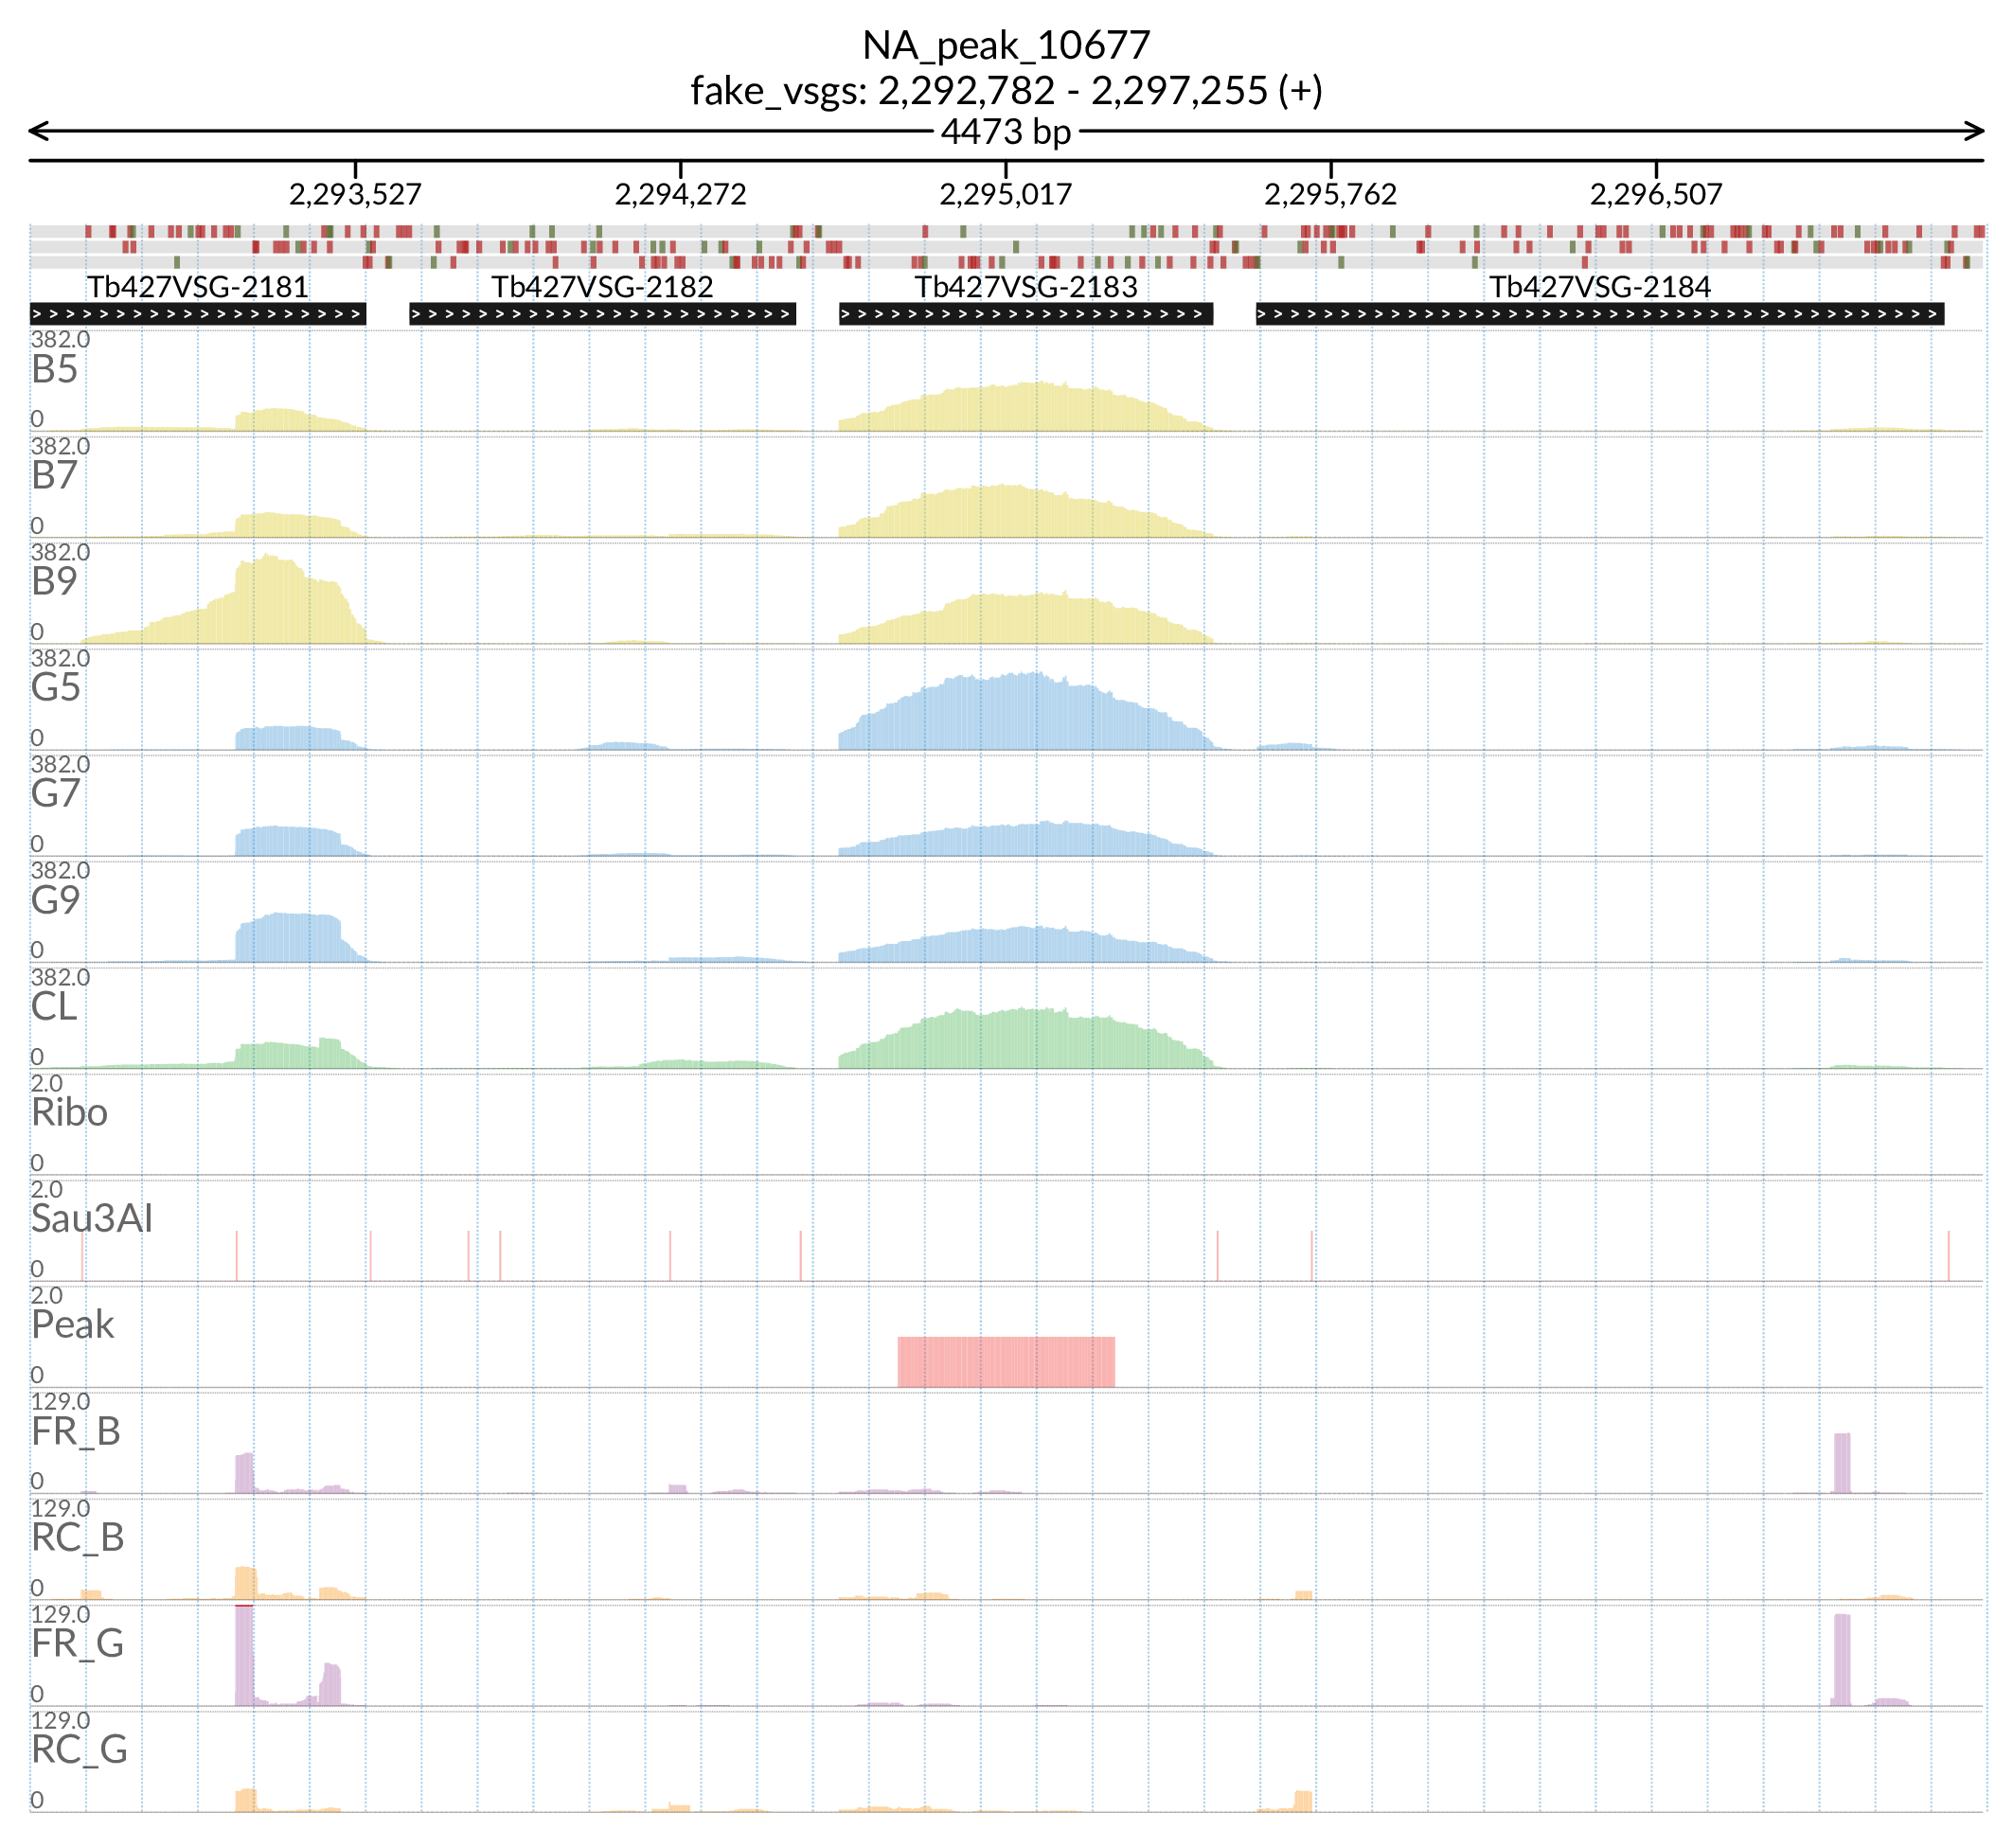 NA_peak_10677
fake_vsgs: 2,292,782 - 2,297,255 (+)
4473 bp
2,293,527 2,294,272 2,295,017 2,295,762 2,296,507
Tb427VSG-2181 Tb427VSG-2182 Tb427VSG-2183 Tb427VSG-2184
382.0
B5
0
382.0
B7
0
382.0
B9
0
382.0
G5
0
382.0
G7
0
382.0
G9
0
382.0
CL
0
2.0
Ribo
0
2.0
Sau3AI
0
2.0
Peak
0
129.0
FR_B
0
129.0
RC_B
0
129.0
FR_G
0
129.0
RC_G
0